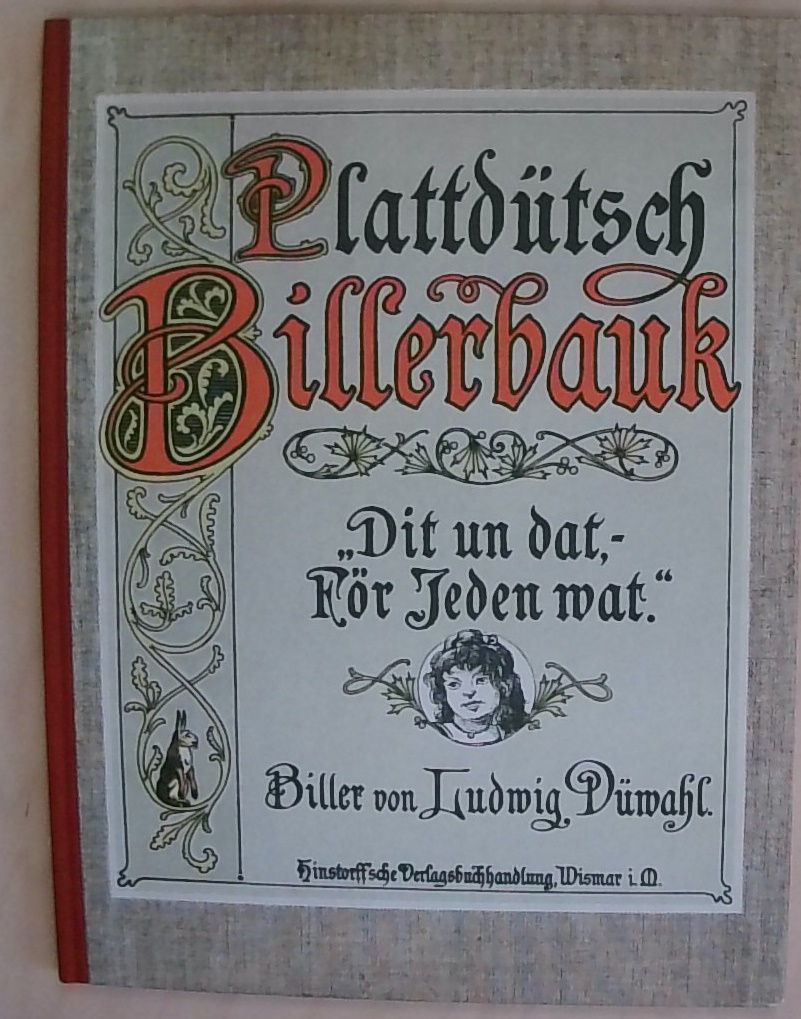 Plattdütsch
Billerbauk
„Dit un dat,-
För Jeden wat.“
Biller von Ludwig Düwahl.
Hinstorff'sche Verlagsbuchhandlung, Wismar i. M.